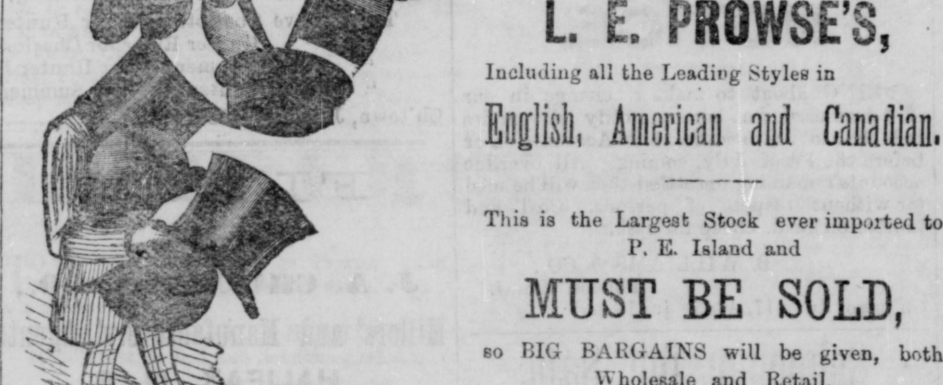 L. E. PROWSE'S,
Including all the Leading Styles in
English, American and Canadian.
This is the Largest Stock ever imported to
P. E. Island and
MUST BE SOLD,
so BIG BARGAINS will be given, both
Wholesale and Retail